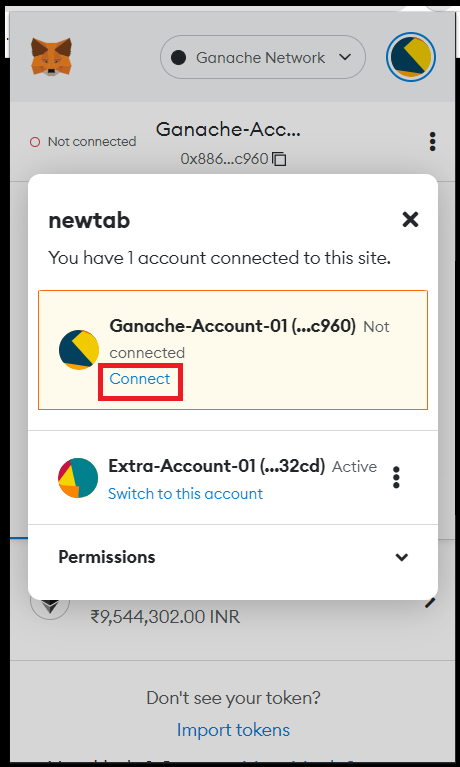 Ganache Network
Not connected
Ganache-Acc...
0x886...c960
newtab
You have 1 account connected to this site.
Ganache-Account-01 (...c960) Not
connected
Connect
Extra-Account-01 (...32cd) Active
Switch to this account
Permissions
₹9,544,302.00 INR
Don't see your token?
Import tokens